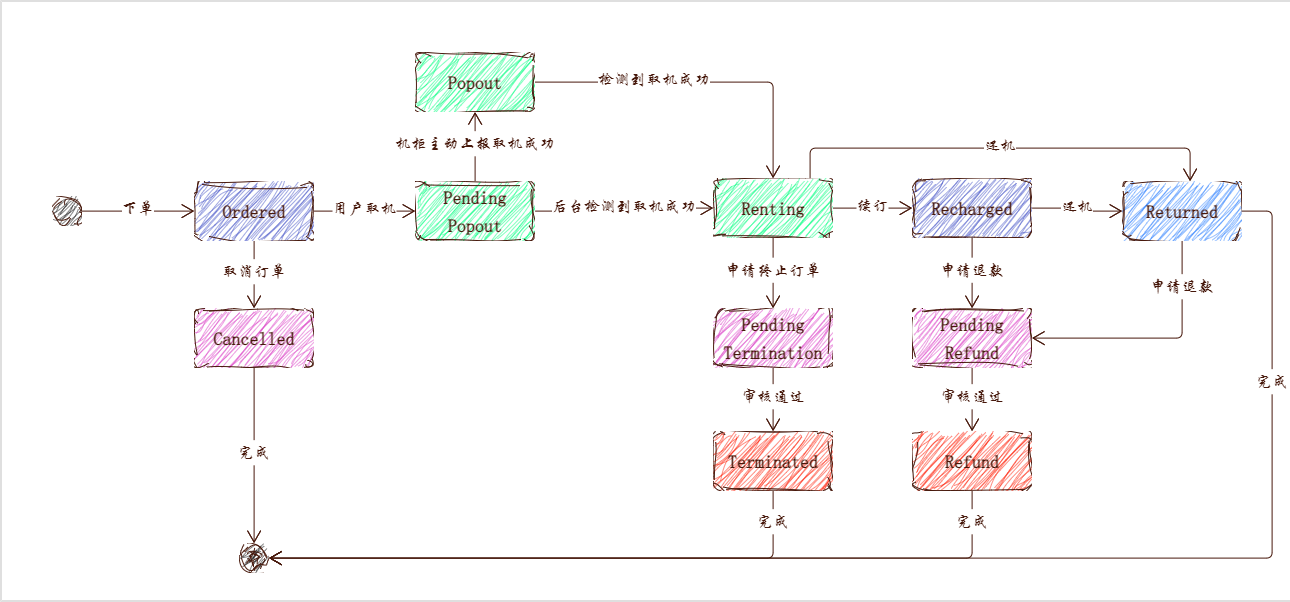 Popout
检测到取机成功
机柜主动上报取机成功
还机
下单
Ordered
用户取机
Pending
Popout
后台检测到取机成功
Renting
续订
Recharged
还机
Returned
取消订单
申请终止订单
申请退款
申请退款
Cancelled
Pending
Termination
Pending
Refund
完成
审核通过
审核通过
完成
Terminated
Refund
完成
完成